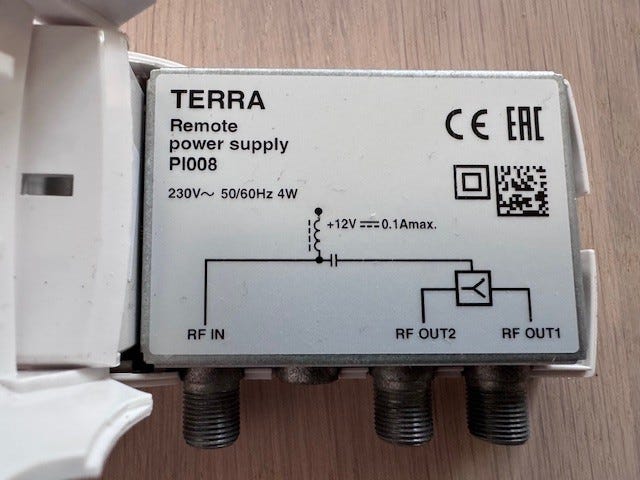 TERRA
Remote
power supply
PI008
230V~ 50/60Hz 4W
CE EAC
+12V ⎓ 0.1Amax.
RF IN
RF OUT2
RF OUT1